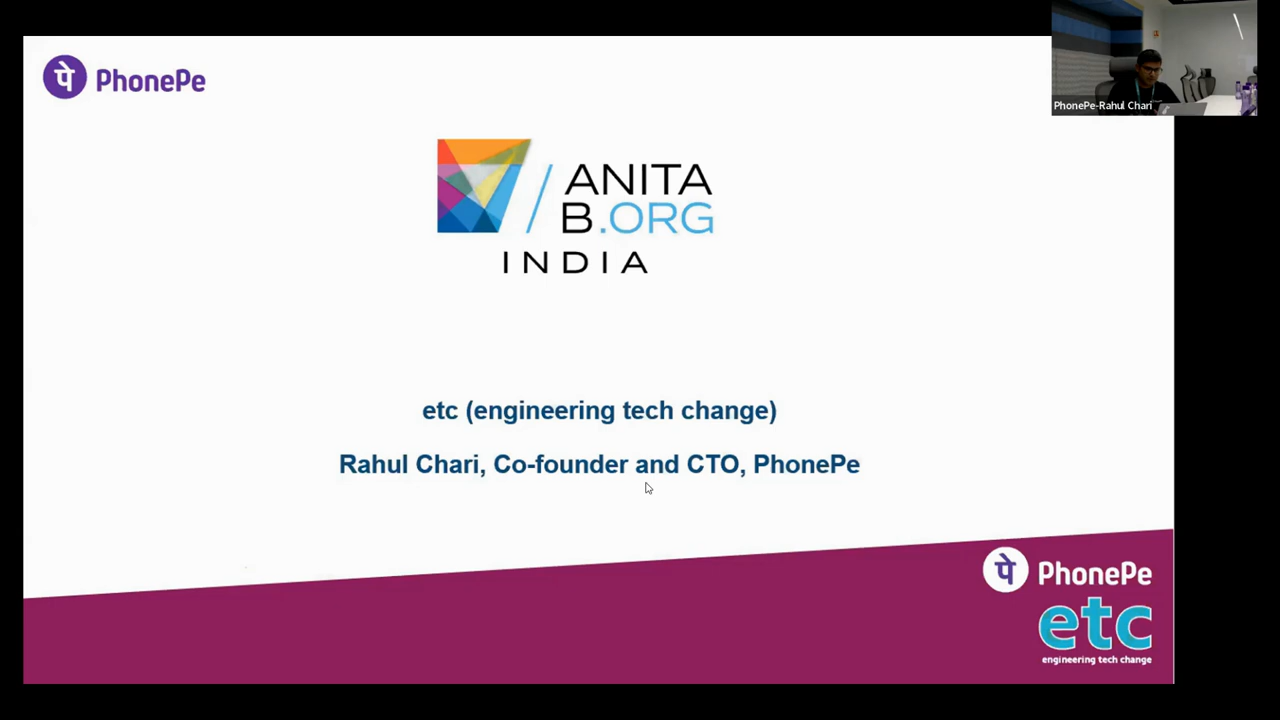 पे PhonePe
PhonePe-Rahul Chari
ANITA
B.ORG
INDIA
etc (engineering tech change)
Rahul Chari, Co-founder and CTO, PhonePe
पे PhonePe
etc
engineering tech change